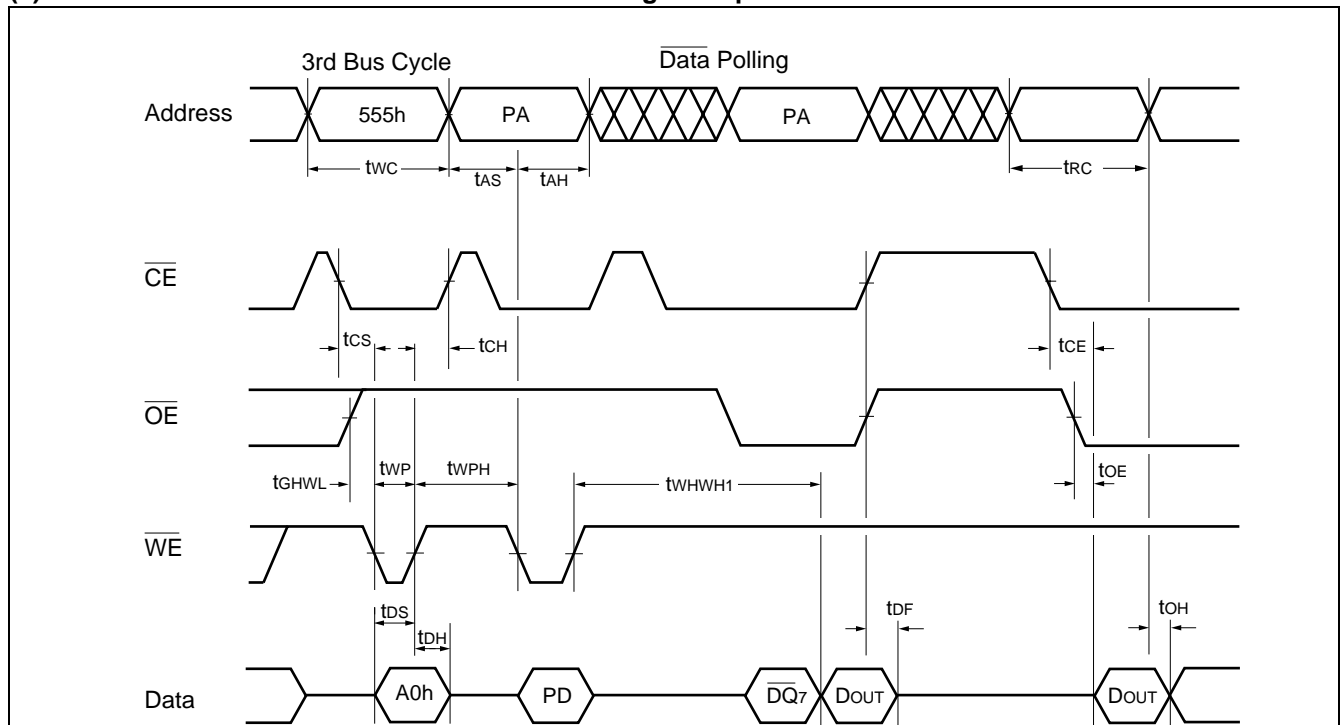 3rd Bus Cycle
Data Polling
Address
555h
PA
PA
tWC
tAS
tAH
tRC
CE
tCS
tCH
tCE
OE
tGHWL
tWP
tWPH
tWHWH1
tOE
WE
tDS
tDH
tDF
tOH
Data
A0h
PD
DQ7
DOUT
DOUT